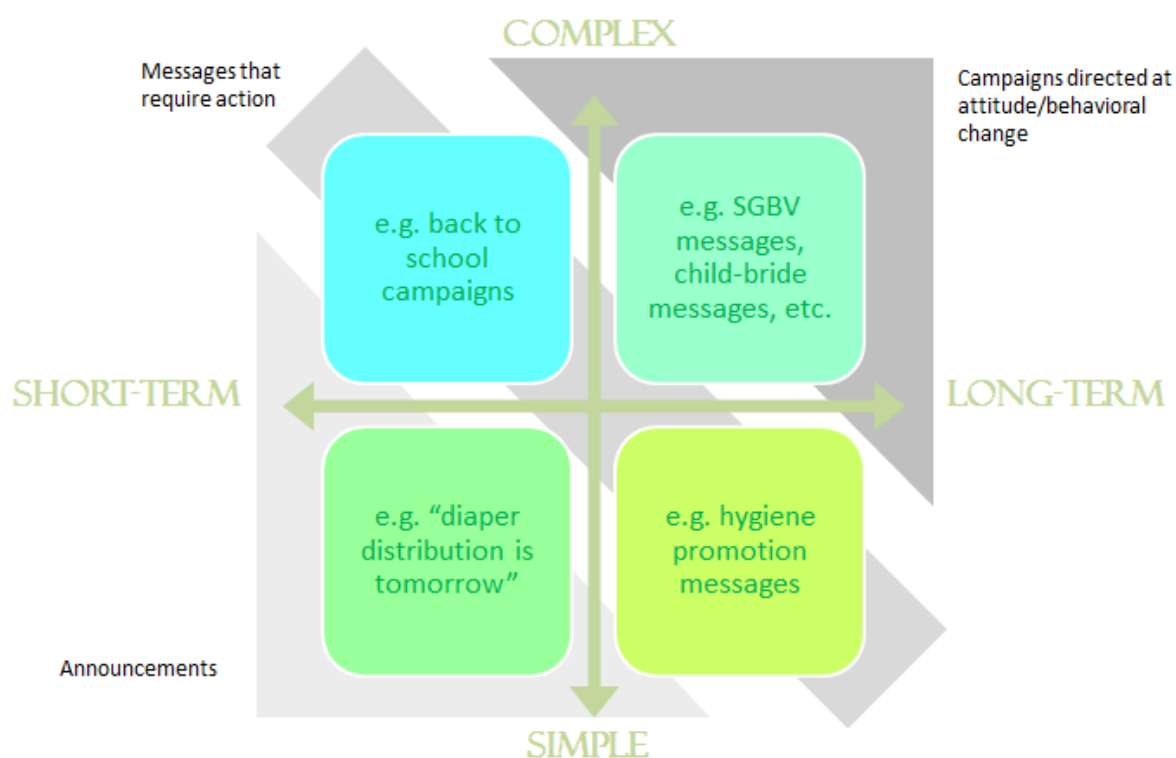 COMPLEX
Messages that
require action
Campaigns directed at
attitude/behavioral
change
e.g. back to
school
campaigns
e.g. SGBV
messages,
child-bride
messages, etc.
SHORT-TERM
LONG-TERM
e.g. “diaper
distribution is
tomorrow”
e.g. hygiene
promotion
messages
Announcements
SIMPLE